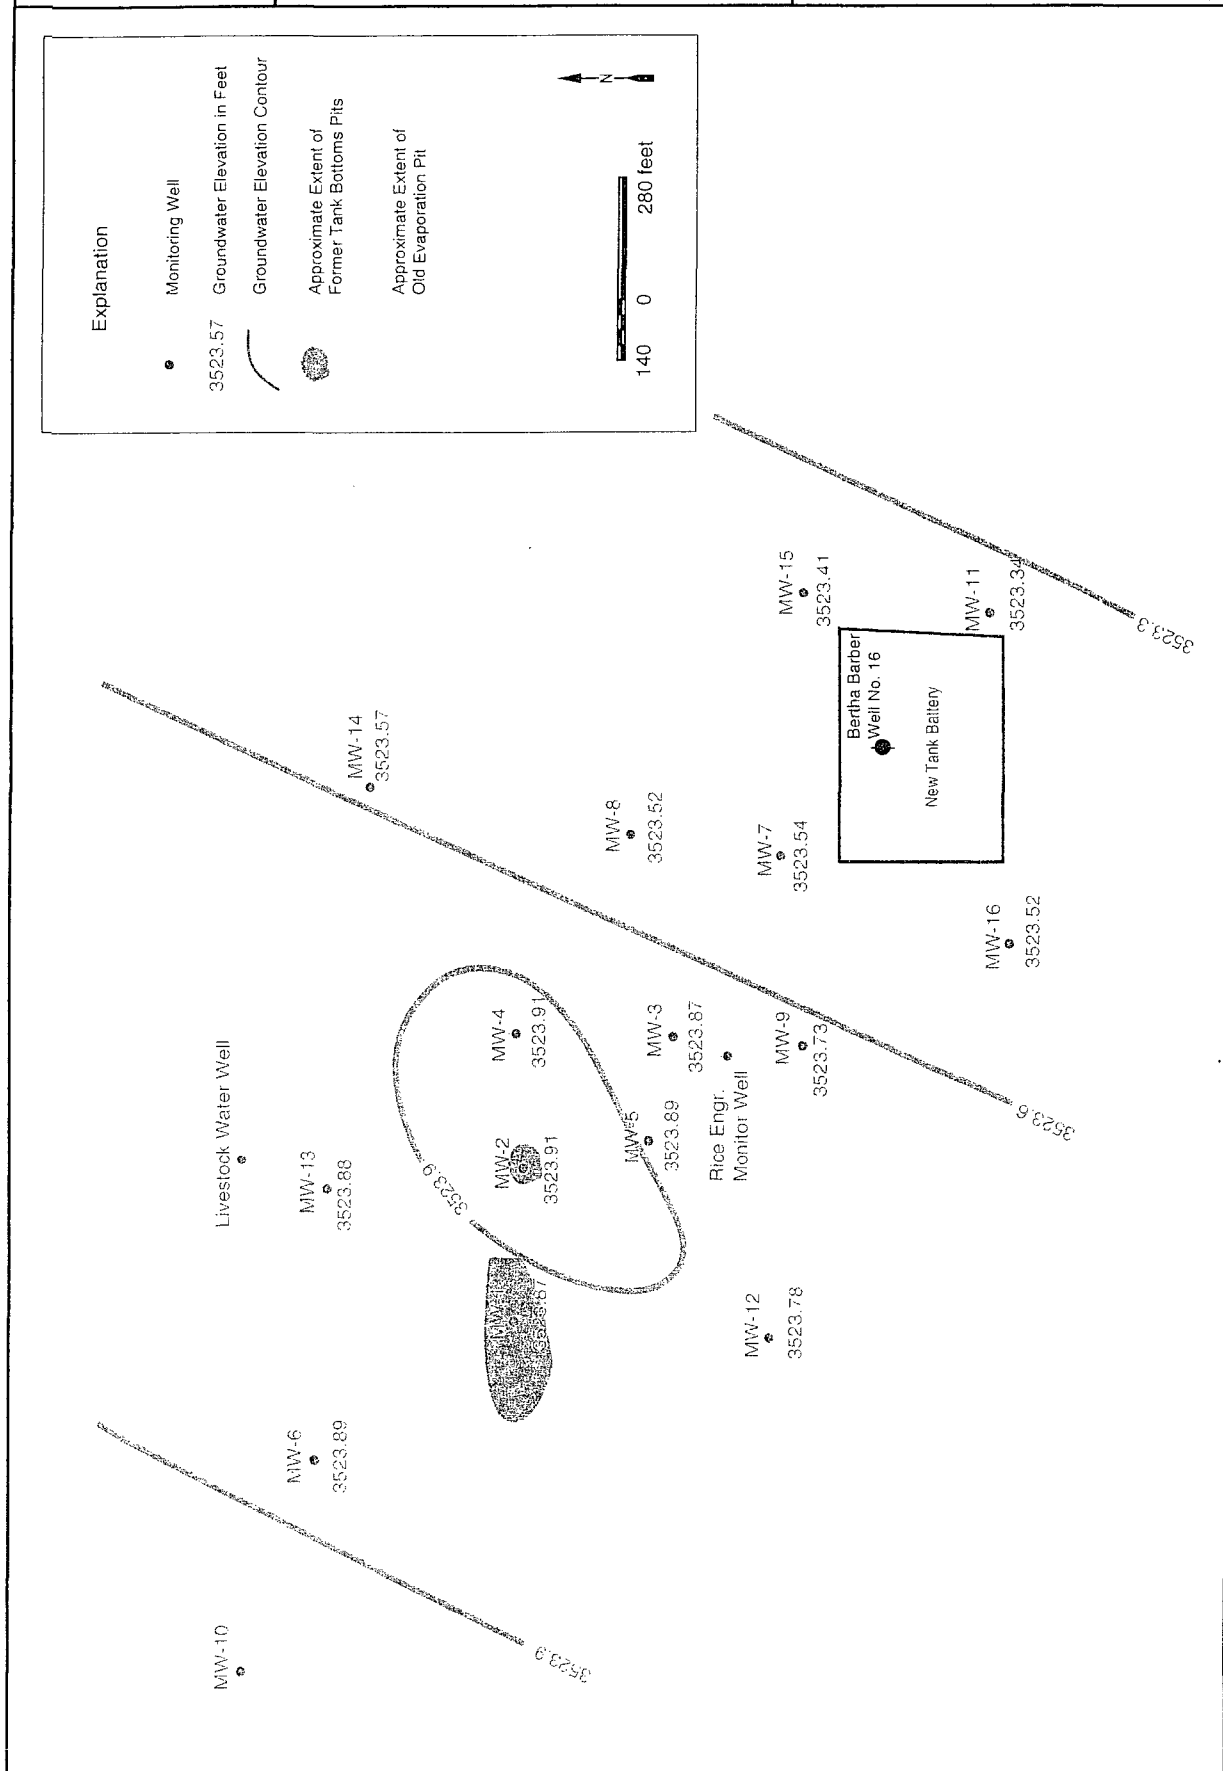 Explanation
Monitoring Well
3523.57
Groundwater Elevation in Feet
Groundwater Elevation Contour
Approximate Extent of
Former Tank Bottoms Pits
Approximate Extent of
Old Evaporation Pit
140 0 280 feet
N
MW-10
3523.9
MW-6
3523.89
Livestock Water Well
MW-13
3523.88
3523.9
MW-2
3523.91
MW-4
3523.91
MW-5
3523.89
MW-3
3523.87
Rice Engr.
Monitor Well
MW-12
3523.78
MW-9
3523.73
3523.6
MW-14
3523.57
MW-8
3523.52
MW-7
3523.54
MW-16
3523.52
Bertha Barber
Well No. 16
New Tank Battery
MW-15
3523.41
MW-11
3523.34
3523.3